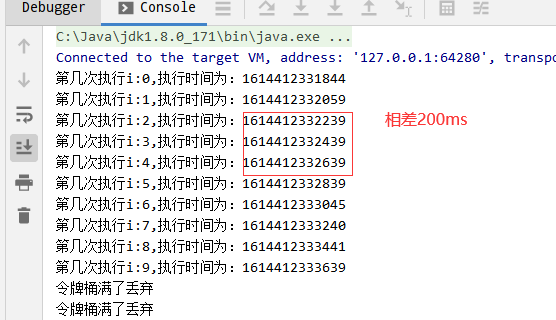 Debugger
Console
C:\Java\jdk1.8.0_171\bin\java.exe ...
Connected to the target VM, address: '127.0.0.1:64280', transpo
第几次执行i:0,执行时间为：1614412331844
第几次执行i:1,执行时间为：1614412332059
第几次执行i:2,执行时间为：1614412332239
相差200ms
第几次执行i:3,执行时间为：1614412332439
第几次执行i:4,执行时间为：1614412332639
第几次执行i:5,执行时间为：1614412332839
第几次执行i:6,执行时间为：1614412333045
第几次执行i:7,执行时间为：1614412333240
第几次执行i:8,执行时间为：1614412333441
第几次执行i:9,执行时间为：1614412333639
令牌桶满了丢弃
令牌桶满了丢弃